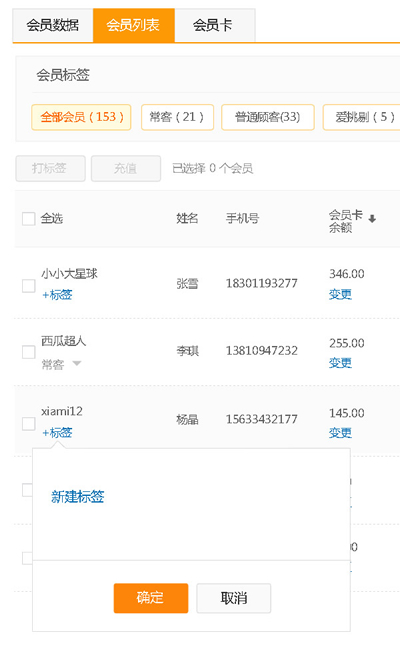 会员数据 会员列表 会员卡
会员标签
全部会员 ( 153 ) 常客 ( 21 ) 普通顾客(33) 爱挑剔 ( 5 )
打标签 充值 已选择 0 个会员
全选 姓名 手机号 会员卡
余额
小小大星球 张雪 18301193277 346.00
+标签 变更
西瓜超人 李琪 13810947232 255.00
常客 变更
xiami12 杨晶 15633432177 145.00
+标签 变更
新建标签
确定 取消